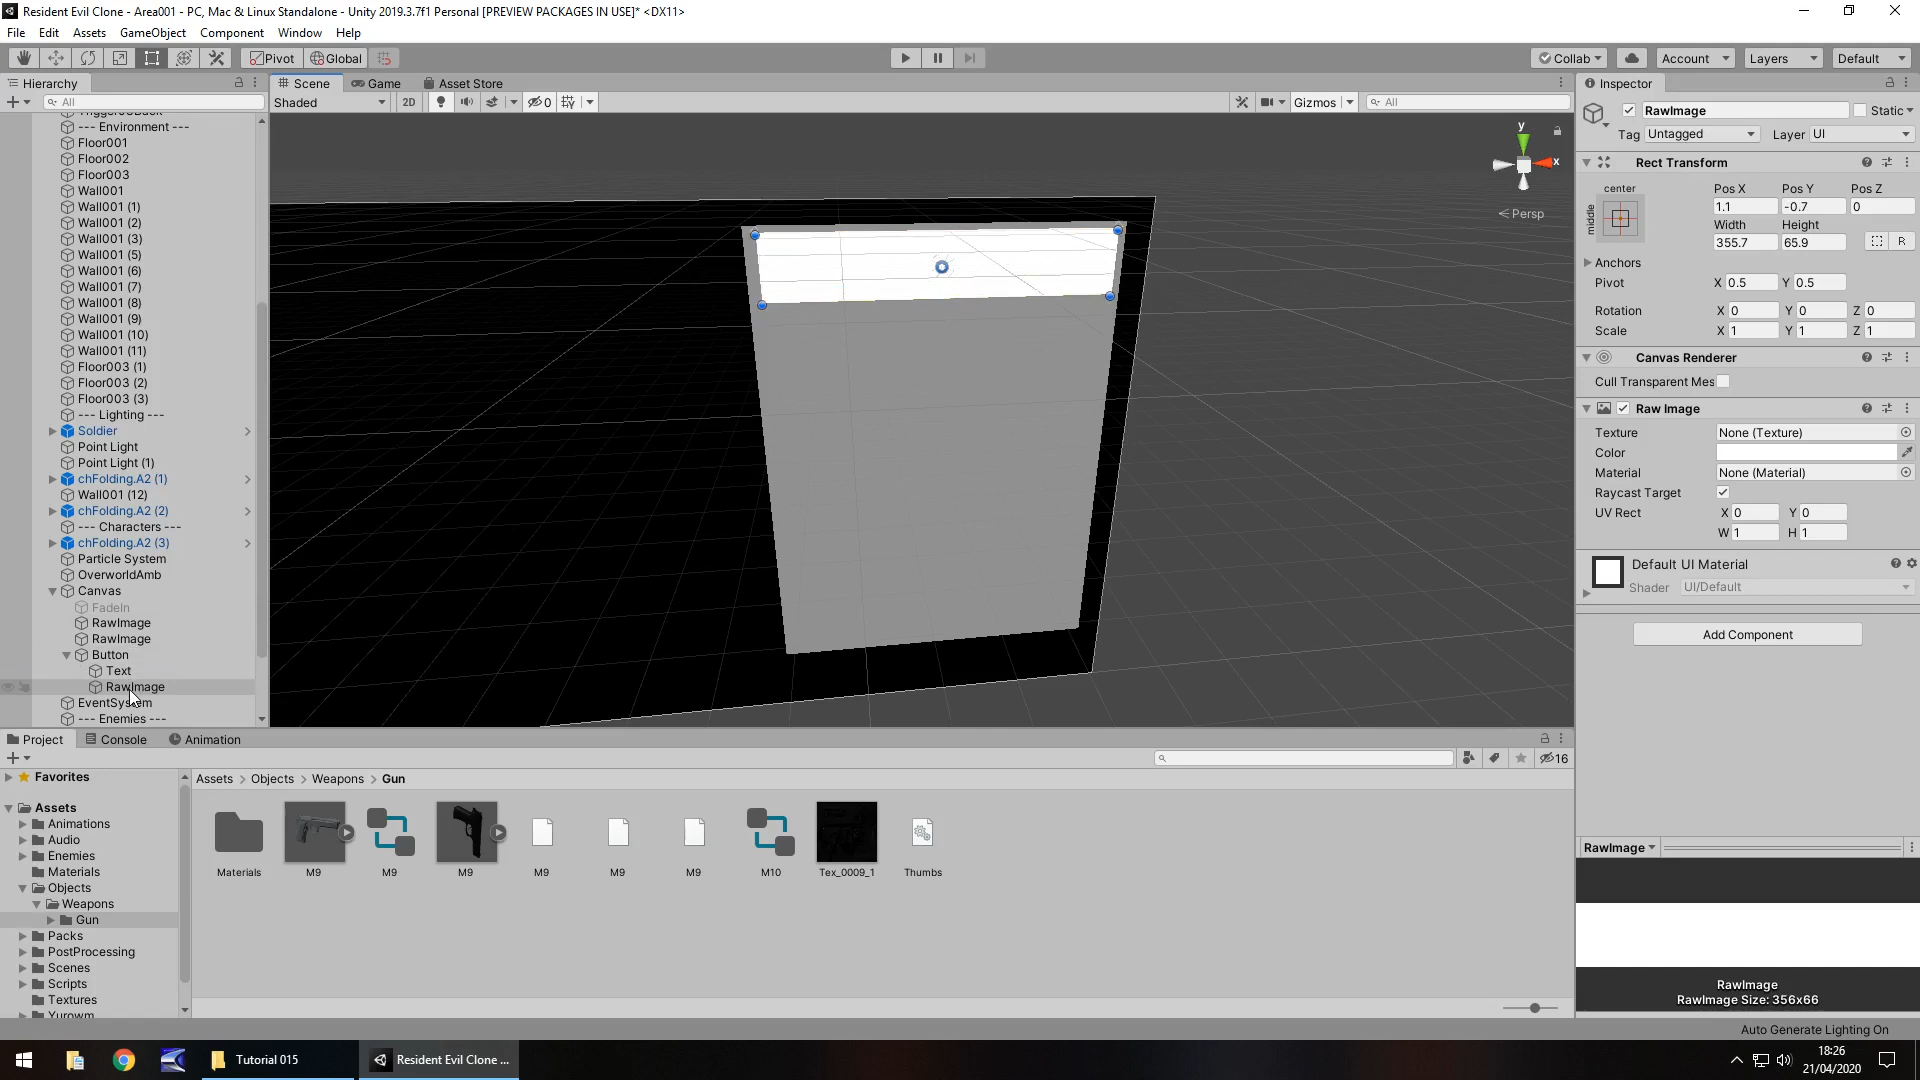 Resident Evil Clone - Area001 - PC, Mac & Linux Standalone - Unity 2019.3.7f1 Personal [PREVIEW PACKAGES IN USE]* <DX11>
File Edit Assets GameObject Component Window Help
Pivot Global Collab Account Layers Default
Hierarchy
All
--- Environment ---
Floor001
Floor002
Floor003
Wall001
Wall001 (1)
Wall001 (2)
Wall001 (3)
Wall001 (5)
Wall001 (6)
Wall001 (7)
Wall001 (8)
Wall001 (9)
Wall001 (10)
Wall001 (11)
Floor003 (1)
Floor003 (2)
Floor003 (3)
--- Lighting ---
Soldier
Point Light
Point Light (1)
chFolding.A2 (1)
Wall001 (12)
chFolding.A2 (2)
--- Characters ---
chFolding.A2 (3)
Particle System
OverworldAmb
Canvas
FadeIn
RawImage
RawImage
Button
Text
RawImage
EventSystem
--- Enemies ---
Scene Game Asset Store
Shaded 2D 0 Gizmos All
y
x
Persp
Inspector
RawImage Static
Tag Untagged Layer UI
Rect Transform
center
middle
Pos X Pos Y Pos Z
1.1 -0.7 0
Width Height
355.7 65.9 R
Anchors
Pivot X 0.5 Y 0.5
Rotation X 0 Y 0 Z 0
Scale X 1 Y 1 Z 1
Canvas Renderer
Cull Transparent Mes
Raw Image
Texture None (Texture)
Color
Material None (Material)
Raycast Target
UV Rect X 0 Y 0
W 1 H 1
Default UI Material
Shader UI/Default
Add Component
RawImage
RawImage
RawImage Size: 356x66
Project Console Animation
16
Favorites
Assets
Animations
Audio
Enemies
Materials
Objects
Weapons
Gun
Packs
PostProcessing
Scenes
Scripts
Textures
Yurowm
Assets > Objects > Weapons > Gun
Materials M9 M9 M9 M9 M9 M9 M10 Tex_0009_1 Thumbs
Auto Generate Lighting On
Tutorial 015
Resident Evil Clone ...
18:26
21/04/2020